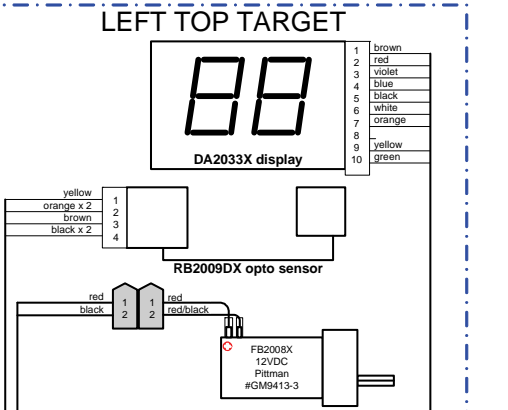 LEFT TOP TARGET
1 brown
2 red
3 violet
4 blue
5 black
6 white
7 orange
8
9 yellow
10 green
DA2033X display
yellow 1
orange x 2 2
brown 3
black x 2 4
RB2009DX opto sensor
red 1 1 red
black 2 2 red/black
FB2008X
12VDC
Pittman
#GM9413-3